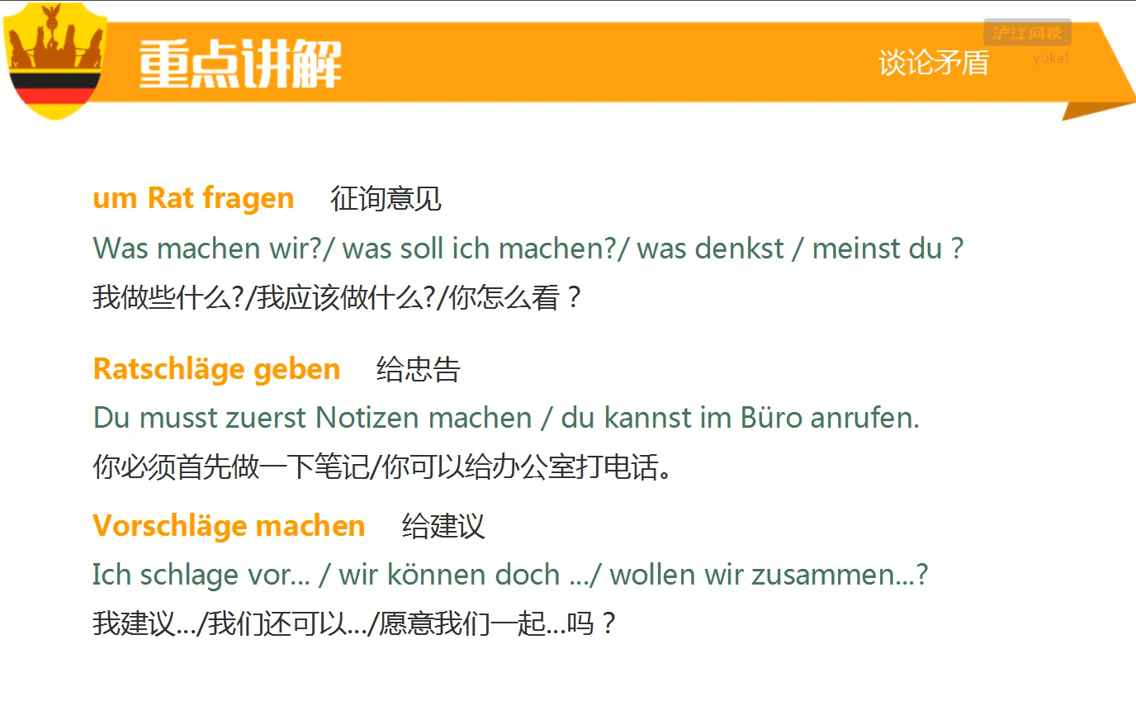 重点讲解
谈论矛盾
沪江网校
yokaf
um Rat fragen 征询意见
Was machen wir?/ was soll ich machen?/ was denkst / meinst du ?
我做些什么?/我应该做什么?/你怎么看？
Ratschläge geben 给忠告
Du musst zuerst Notizen machen / du kannst im Büro anrufen.
你必须首先做一下笔记/你可以给办公室打电话。
Vorschläge machen 给建议
Ich schlage vor... / wir können doch .../ wollen wir zusammen...?
我建议.../我们还可以.../愿意我们一起...吗？